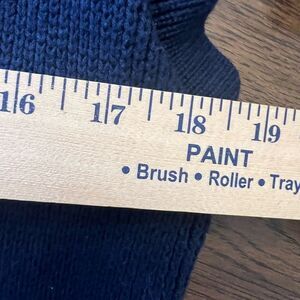 16 17 18 19
PAINT
• Brush • Roller • Tray